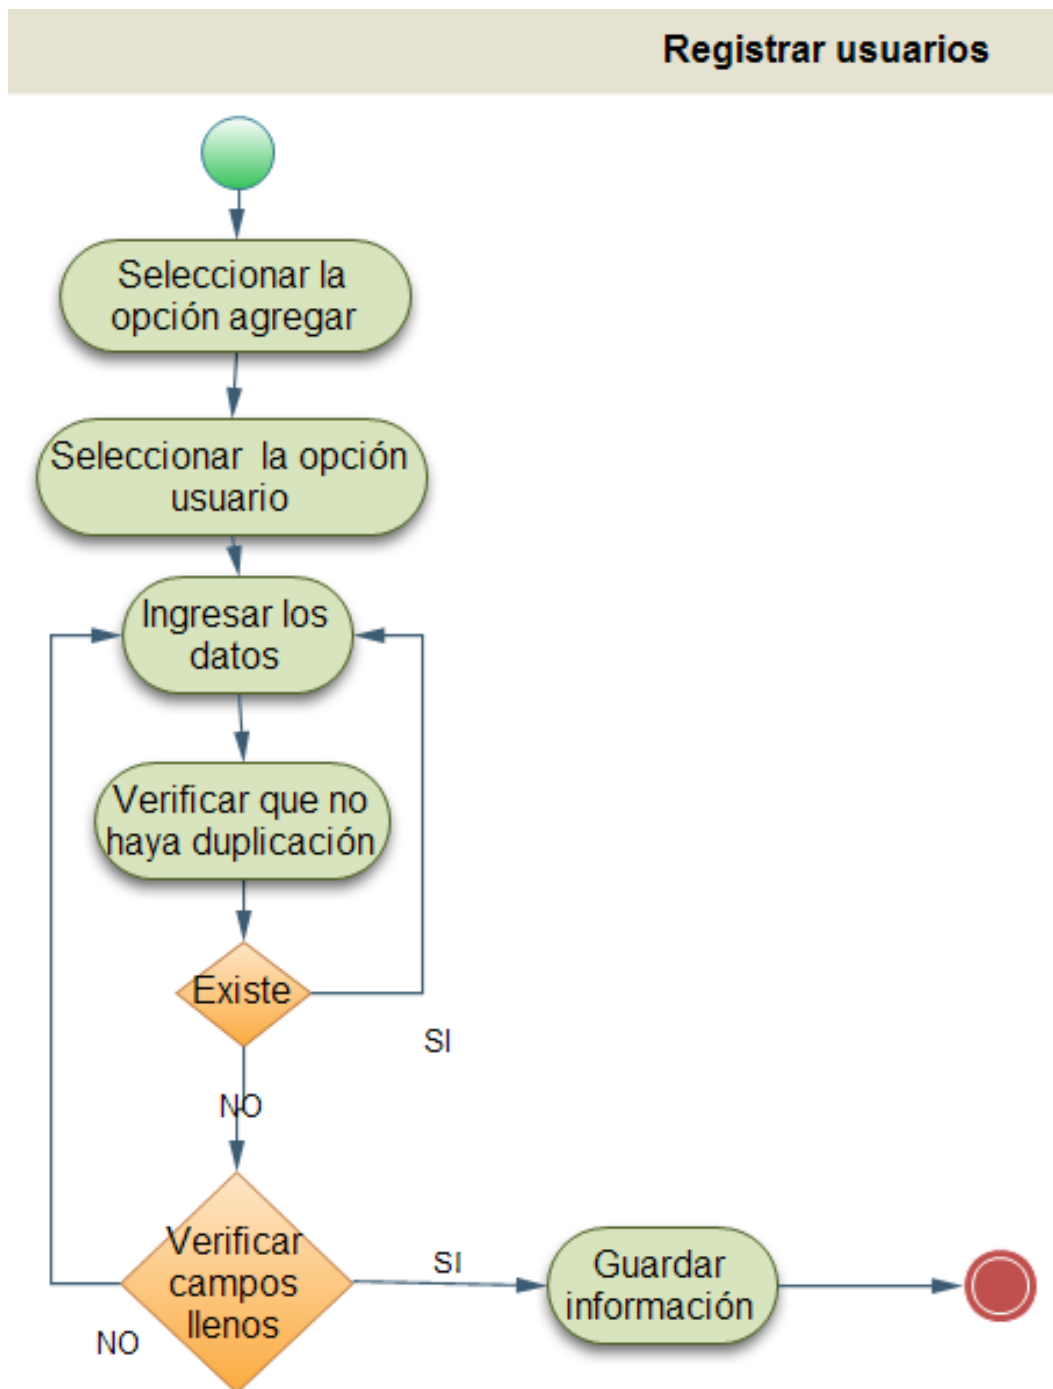 Registrar usuarios
Seleccionar la
opción agregar
Seleccionar la opción
usuario
Ingresar los
datos
Verificar que no
haya duplicación
Existe
SI
NO
Verificar
campos
llenos
NO
SI
Guardar
información